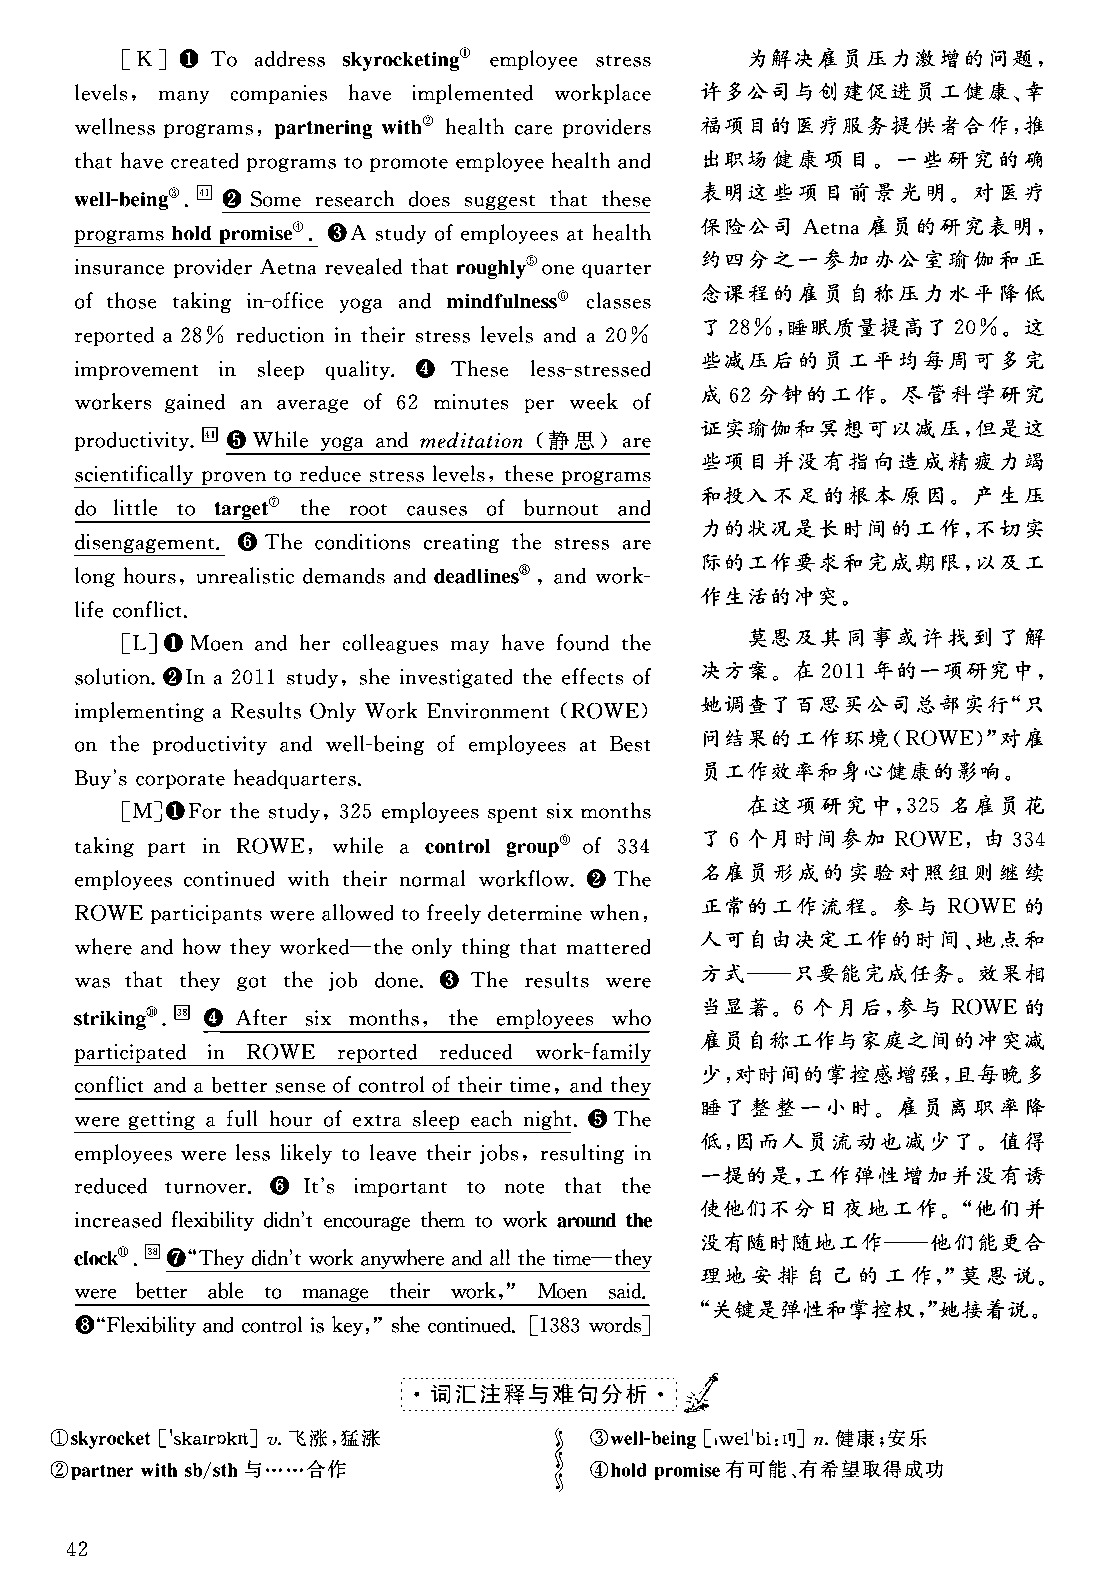 [K] ❶ To address skyrocketing① employee stress
levels, many companies have implemented workplace
wellness programs, partnering with② health care providers
that have created programs to promote employee health and
well-being③. 41 ❷ Some research does suggest that these
programs hold promise④. ❸A study of employees at health
insurance provider Aetna revealed that roughly⑤ one quarter
of those taking in-office yoga and mindfulness⑥ classes
reported a 28% reduction in their stress levels and a 20%
improvement in sleep quality. ❹ These less-stressed
workers gained an average of 62 minutes per week of
productivity. 44 ❺ While yoga and meditation (静思) are
scientifically proven to reduce stress levels, these programs
do little to target⑦ the root causes of burnout and
disengagement. ❻ The conditions creating the stress are
long hours, unrealistic demands and deadlines⑧, and work-
life conflict.
[L]❶ Moen and her colleagues may have found the
solution. ❷In a 2011 study, she investigated the effects of
implementing a Results Only Work Environment (ROWE)
on the productivity and well-being of employees at Best
Buy's corporate headquarters.
[M]❶For the study, 325 employees spent six months
taking part in ROWE, while a control group⑨ of 334
employees continued with their normal workflow. ❷ The
ROWE participants were allowed to freely determine when,
where and how they worked—the only thing that mattered
was that they got the job done. ❸ The results were
striking⑩. 38 ❹ After six months, the employees who
participated in ROWE reported reduced work-family
conflict and a better sense of control of their time, and they
were getting a full hour of extra sleep each night. ❺ The
employees were less likely to leave their jobs, resulting in
reduced turnover. ❻ It's important to note that the
increased flexibility didn't encourage them to work around the
clock⑪. 38 ❼“They didn't work anywhere and all the time—they
were better able to manage their work,” Moen said.
❽“Flexibility and control is key,” she continued. [1383 words]
为解决雇员压力激增的问题,
许多公司与创建促进员工健康、幸
福项目的医疗服务提供者合作,推
出职场健康项目。一些研究的确
表明这些项目前景光明。对医疗
保险公司 Aetna 雇员的研究表明,
约四分之一参加办公室瑜伽和正
念课程的雇员自称压力水平降低
了 28%,睡眠质量提高了 20%。这
些减压后的员工平均每周可多完
成 62 分钟的工作。尽管科学研究
证实瑜伽和冥想可以减压,但是这
些项目并没有指向造成精疲力竭
和投入不足的根本原因。产生压
力的状况是长时间的工作,不切实
际的工作要求和完成期限,以及工
作生活的冲突。
莫恩及其同事或许找到了解
决方案。在 2011 年的一项研究中,
她调查了百思买公司总部实行“只
问结果的工作环境(ROWE)”对雇
员工作效率和身心健康的影响。
在这项研究中,325 名雇员花
了 6 个月时间参加 ROWE, 由 334
名雇员形成的实验对照组则继续
正常的工作流程。参与 ROWE 的
人可自由决定工作的时间、地点和
方式——只要能完成任务。效果相
当显著。6 个月后,参与 ROWE 的
雇员自称工作与家庭之间的冲突减
少,对时间的掌控感增强,且每晚多
睡了整整一小时。雇员离职率降
低,因而人员流动也减少了。值得
一提的是,工作弹性增加并没有诱
使他们不分日夜地工作。“他们并
没有随时随地工作——他们能更合
理地安排自己的工作,”莫恩说。
“关键是弹性和掌控权,”她接着说。
·词汇注释与难句分析·
①skyrocket [ˈskaɪrɒkɪt] v. 飞涨,猛涨
②partner with sb/sth 与……合作
③well-being [ˌwelˈbiːɪŋ] n. 健康;安乐
④hold promise 有可能、有希望取得成功
42